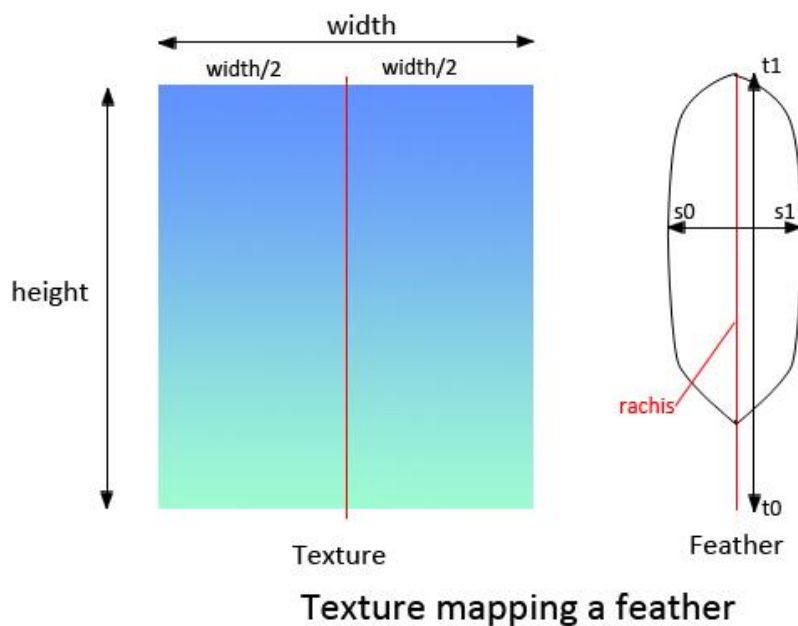 width
width/2
width/2
height
Texture
t1
s0
s1
rachis
t0
Feather
Texture mapping a feather